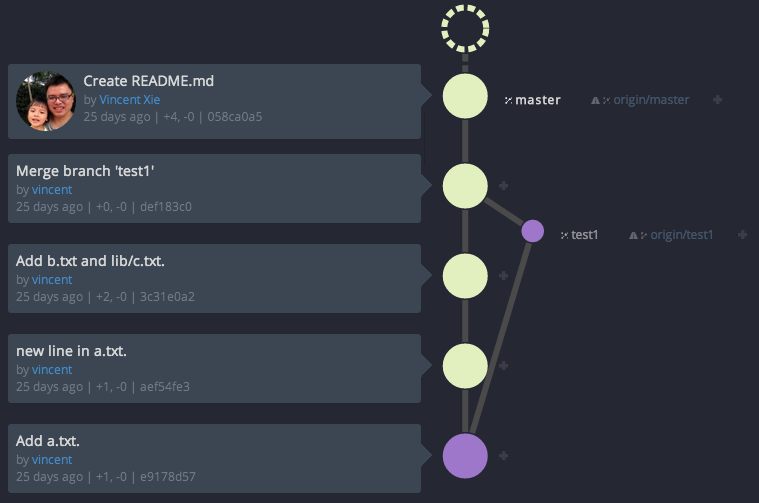 Create README.md
by Vincent Xie
25 days ago | +4, -0 | 058ca0a5
master
origin/master
Merge branch 'test1'
by vincent
25 days ago | +0, -0 | def183c0
test1
origin/test1
Add b.txt and lib/c.txt.
by vincent
25 days ago | +2, -0 | 3c31e0a2
new line in a.txt.
by vincent
25 days ago | +1, -0 | aef54fe3
Add a.txt.
by vincent
25 days ago | +1, -0 | e9178d57